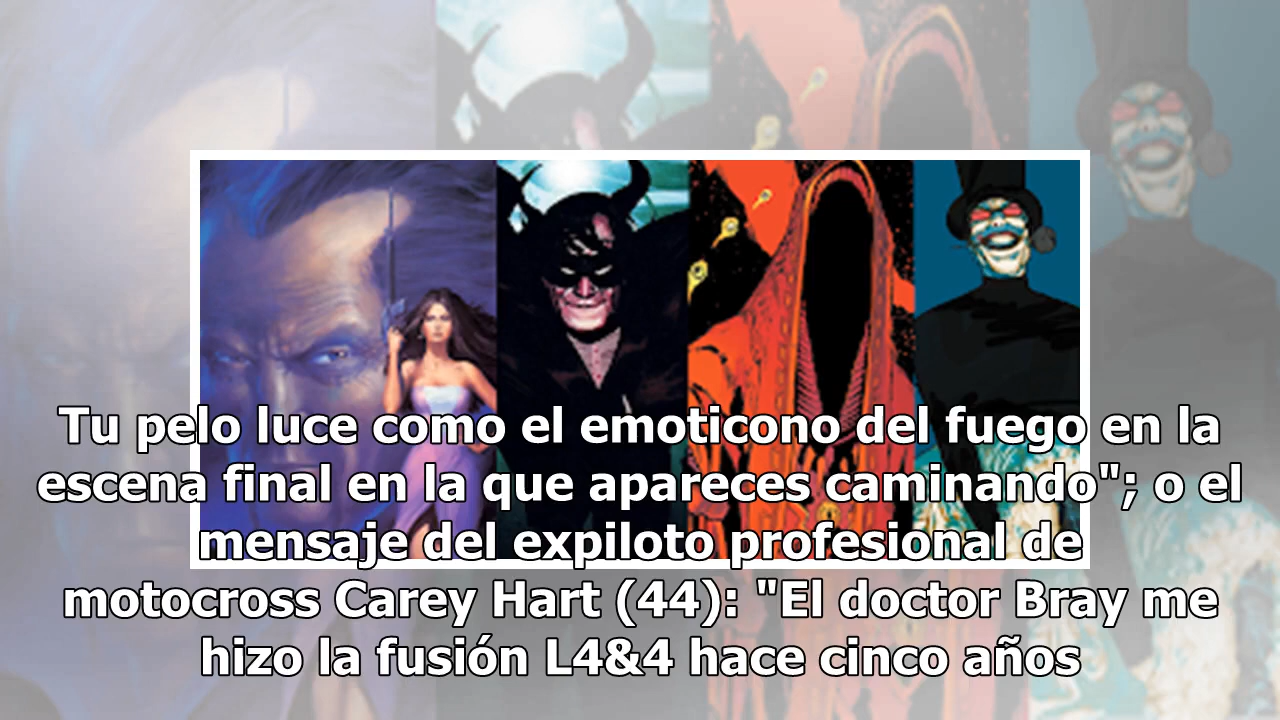 Tu pelo luce como el emoticono del fuego en la
escena final en la que apareces caminando"; o el
mensaje del expiloto profesional de
motocross Carey Hart (44): "El doctor Bray me
hizo la fusión L4&4 hace cinco años